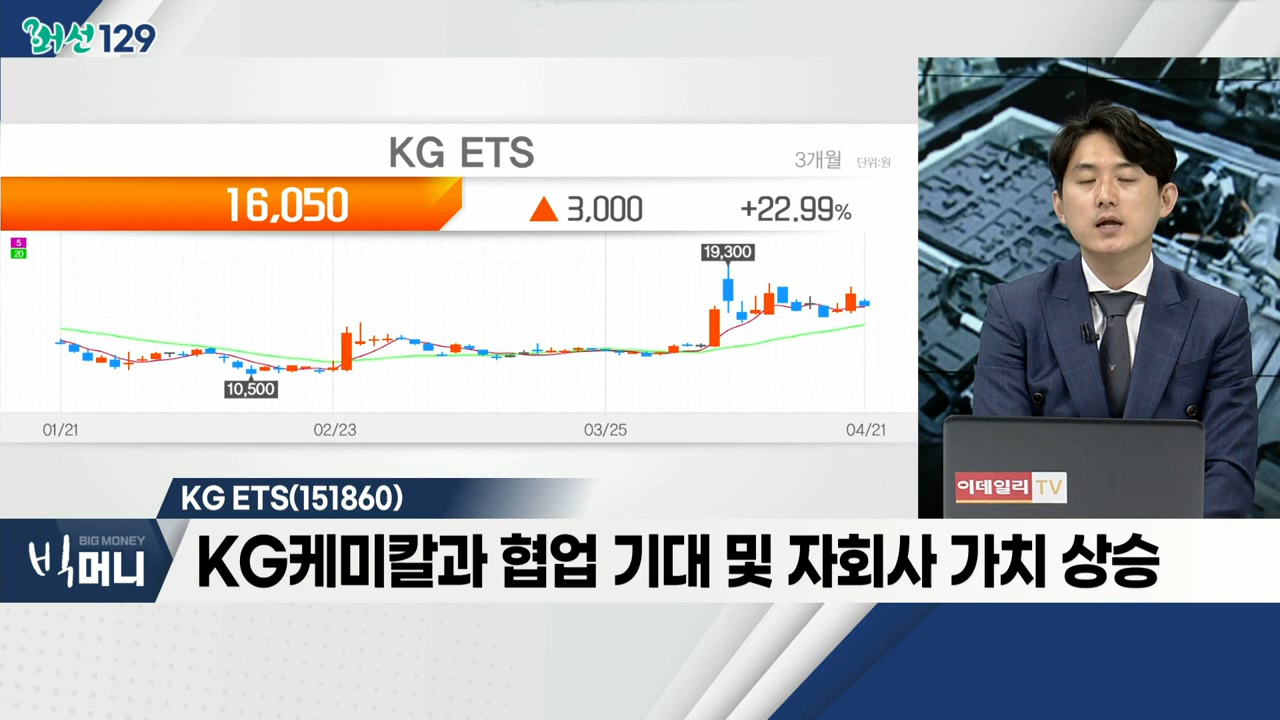 머선129
KG ETS
3개월 단위:원
16,050 ▲ 3,000 +22.99%
5
20
19,300
10,500
01/21 02/23 03/25 04/21
이데일리TV
KG ETS(151860)
BIG MONEY
빅머니
KG케미칼과 협업 기대 및 자회사 가치 상승